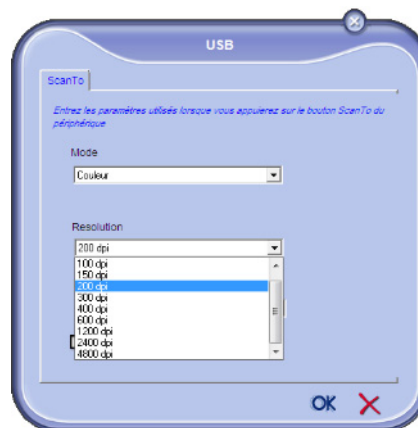 USB
ScanTo
Entrez les paramètres utilisés lorsque vous appuierez sur le bouton ScanTo du
périphérique
Mode
Couleur
Resolution
200 dpi
100 dpi
150 dpi
200 dpi
300 dpi
400 dpi
600 dpi
1200 dpi
2400 dpi
4800 dpi
OK